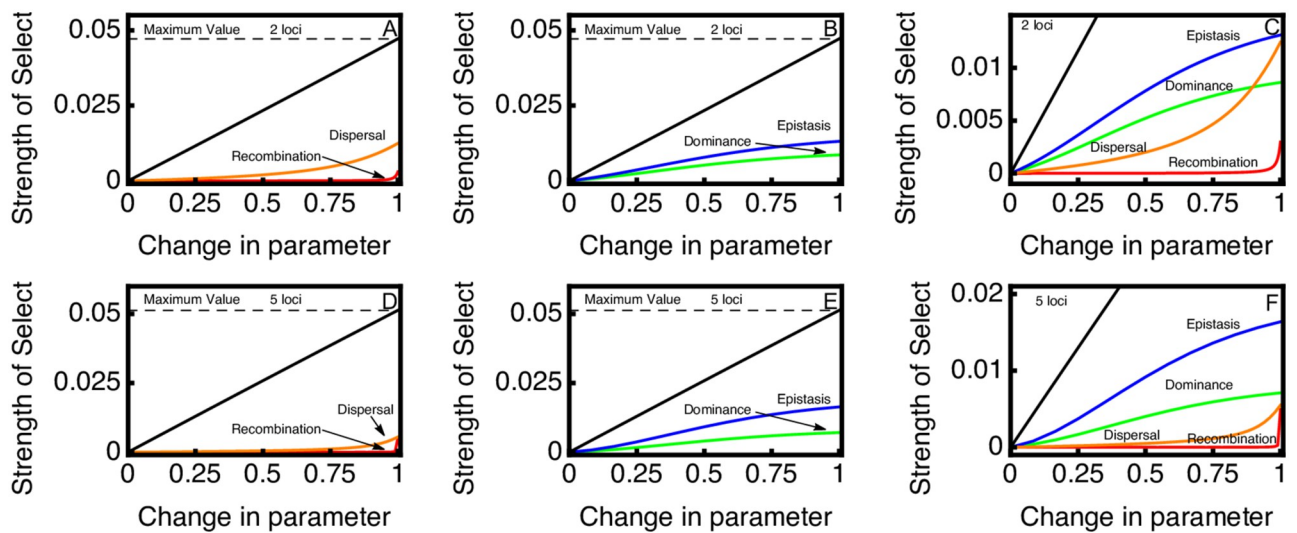 Maximum Value 2 loci A
0.05
0.025
0
Dispersal
Recombination
0 0.25 0.5 0.75 1
Change in parameter
Strength of Select
Maximum Value 2 loci B
0.05
0.025
0
Epistasis
Dominance
0 0.25 0.5 0.75 1
Change in parameter
Strength of Select
2 loci C
0.01
0.005
0
Epistasis
Dominance
Dispersal
Recombination
0 0.25 0.5 0.75 1
Change in parameter
Strength of Select
Maximum Value 5 loci D
0.05
0.025
0
Dispersal
Recombination
0 0.25 0.5 0.75 1
Change in parameter
Strength of Select
Maximum Value 5 loci E
0.05
0.025
0
Epistasis
Dominance
0 0.25 0.5 0.75 1
Change in parameter
Strength of Select
5 loci F
0.02
0.01
0
Epistasis
Dominance
Dispersal Recombination
0 0.25 0.5 0.75 1
Change in parameter
Strength of Select